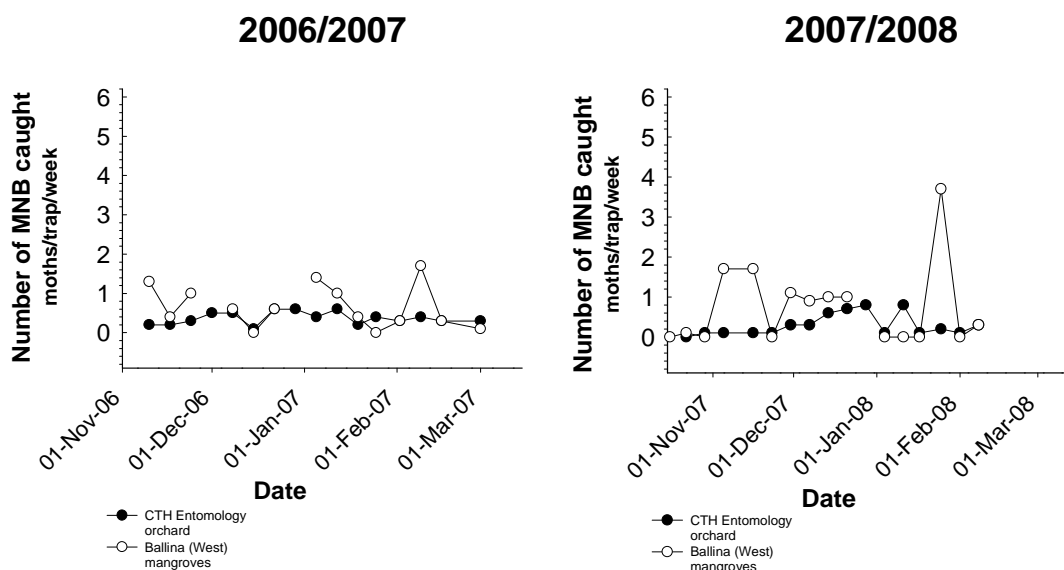 2006/2007
Number of MNB caught
moths/trap/week
6
5
4
3
2
1
0
01-Nov-06
01-Dec-06
01-Jan-07
01-Feb-07
01-Mar-07
Date
CTH Entomology
orchard
Ballina (West)
mangroves
2007/2008
Number of MNB caught
moths/trap/week
6
5
4
3
2
1
0
01-Nov-07
01-Dec-07
01-Jan-08
01-Feb-08
01-Mar-08
Date
CTH Entomology
orchard
Ballina (West)
mangroves